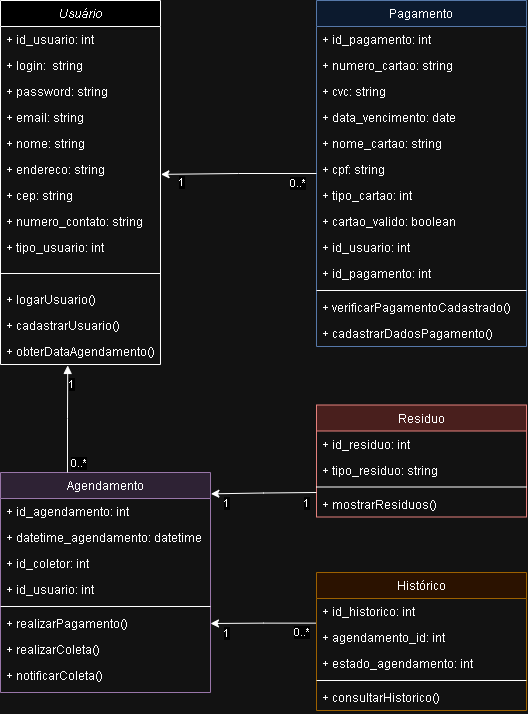 Usuário
+ id_usuario: int
+ login:  string
+ password: string
+ email: string
+ nome: string
+ endereco: string
+ cep: string
+ numero_contato: string
+ tipo_usuario: int
+ logarUsuario()
+ cadastrarUsuario()
+ obterDataAgendamento()
1
0..*
Pagamento
+ id_pagamento: int
+ numero_cartao: string
+ cvc: string
+ data_vencimento: date
+ nome_cartao: string
+ cpf: string
+ tipo_cartao: int
+ cartao_valido: boolean
+ id_usuario: int
+ id_pagamento: int
+ verificarPagamentoCadastrado()
+ cadastrarDadosPagamento()
1
0..*
Agendamento
+ id_agendamento: int
+ datetime_agendamento: datetime
+ id_coletor: int
+ id_usuario: int
+ realizarPagamento()
+ realizarColeta()
+ notificarColeta()
1
1
Residuo
+ id_residuo: int
+ tipo_residuo: string
+ mostrarResiduos()
1
0..*
Histórico
+ id_historico: int
+ agendamento_id: int
+ estado_agendamento: int
+ consultarHistorico()